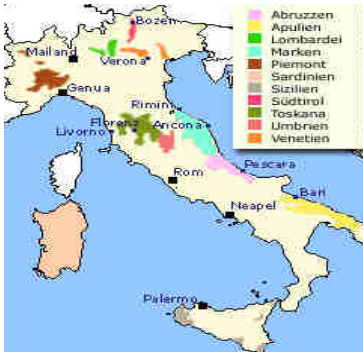 Bozen
Mailand
Verona
Genua
Rimini
Florenz
Ancona
Livorno
Pescara
Rom
Bari
Neapel
Palermo
Abruzzen
Apulien
Lombardei
Marken
Piemont
Sardinien
Sizilien
Südtirol
Toskana
Umbrien
Venetien